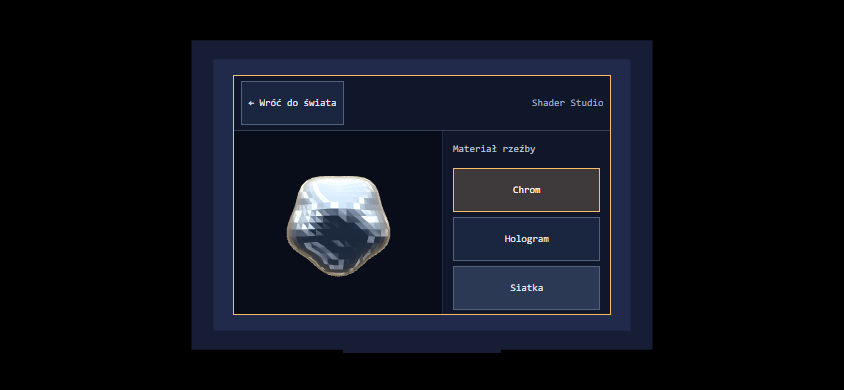 ← Wróć do świata
Shader Studio
Materiał rzeźby
Chrom
Hologram
Siatka